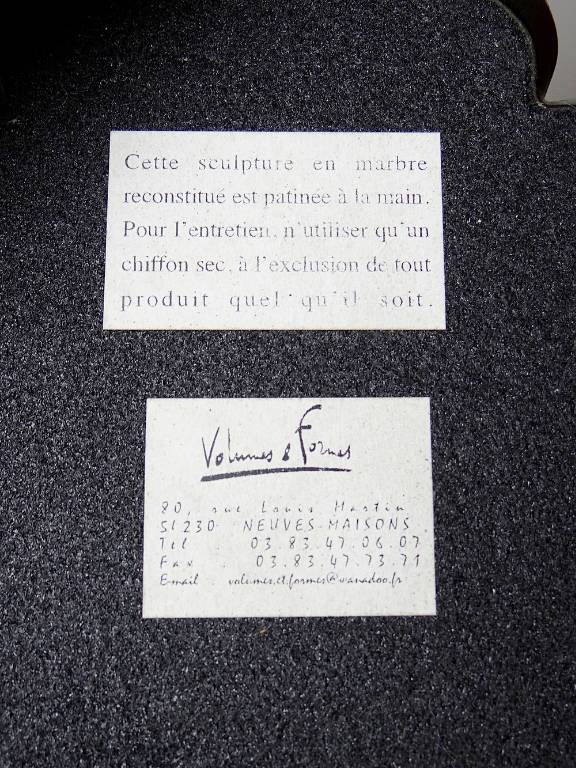 Cette sculpture en marbre
reconstitué est patinée à la main.
Pour l'entretien, n'utiliser qu'un
chiffon sec, à l'exclusion de tout
produit quel qu'il soit.
Volumes & Formes
80, rue Louis Martin
51230 NEUVES-MAISONS
Tel 03.83.47.06.07
Fax . 03.83.47.73.71
E-mail . volumes.et.formes@wanadoo.fr